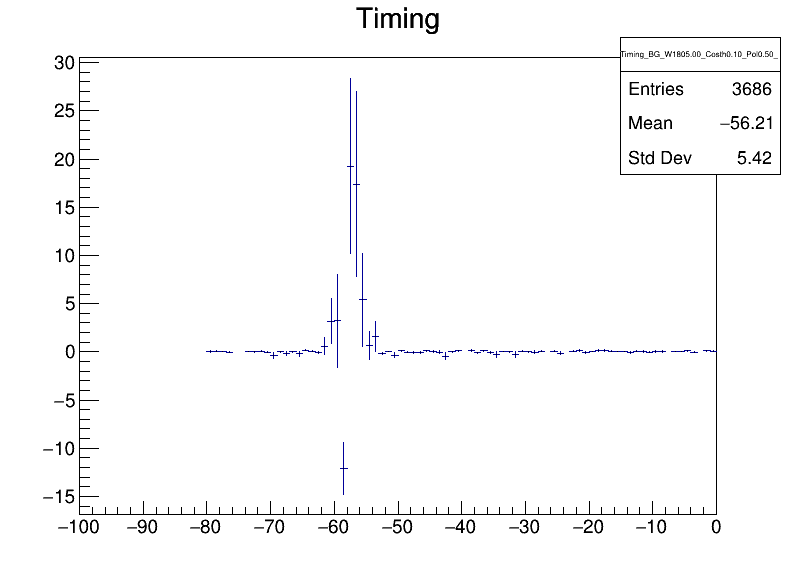 Timing
Timing_BG_W1805.00_Costh0.10_Pol0.50_
Entries 3686
Mean −56.21
Std Dev 5.42
30
25
20
15
10
5
0
−5
−10
−15
−100 −90 −80 −70 −60 −50 −40 −30 −20 −10 0